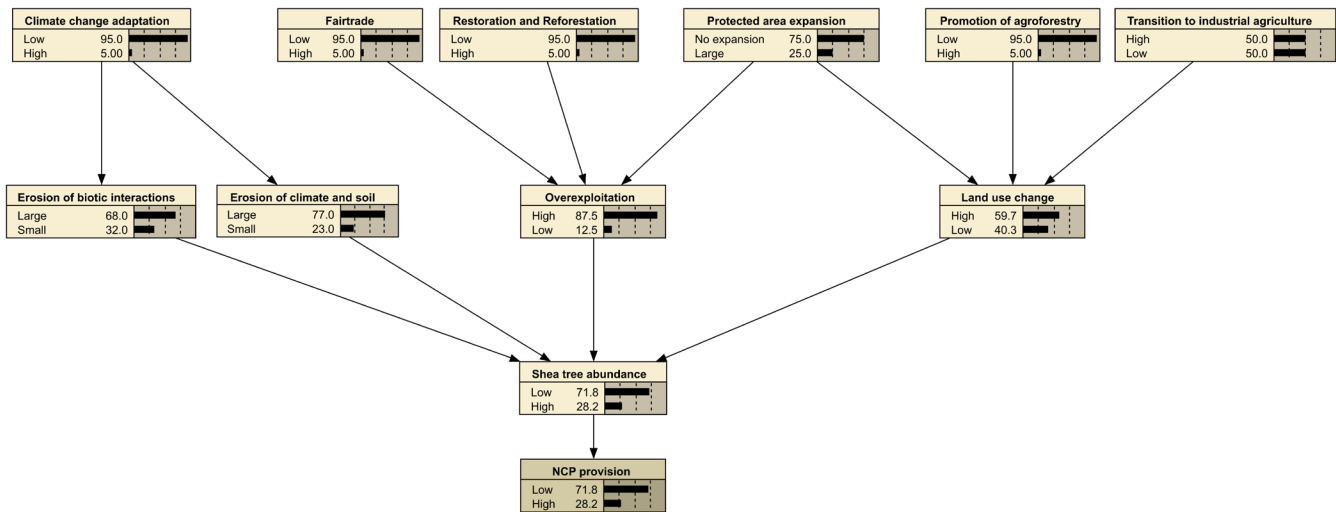 Climate change adaptation
Low 95.0
High 5.00
Fairtrade
Low 95.0
High 5.00
Restoration and Reforestation
Low 95.0
High 5.00
Protected area expansion
No expansion 75.0
Large 25.0
Promotion of agroforestry
Low 95.0
High 5.00
Transition to industrial agriculture
High 50.0
Low 50.0
Erosion of biotic interactions
Large 68.0
Small 32.0
Erosion of climate and soil
Large 77.0
Small 23.0
Overexploitation
High 87.5
Low 12.5
Land use change
High 59.7
Low 40.3
Shea tree abundance
Low 71.8
High 28.2
NCP provision
Low 71.8
High 28.2